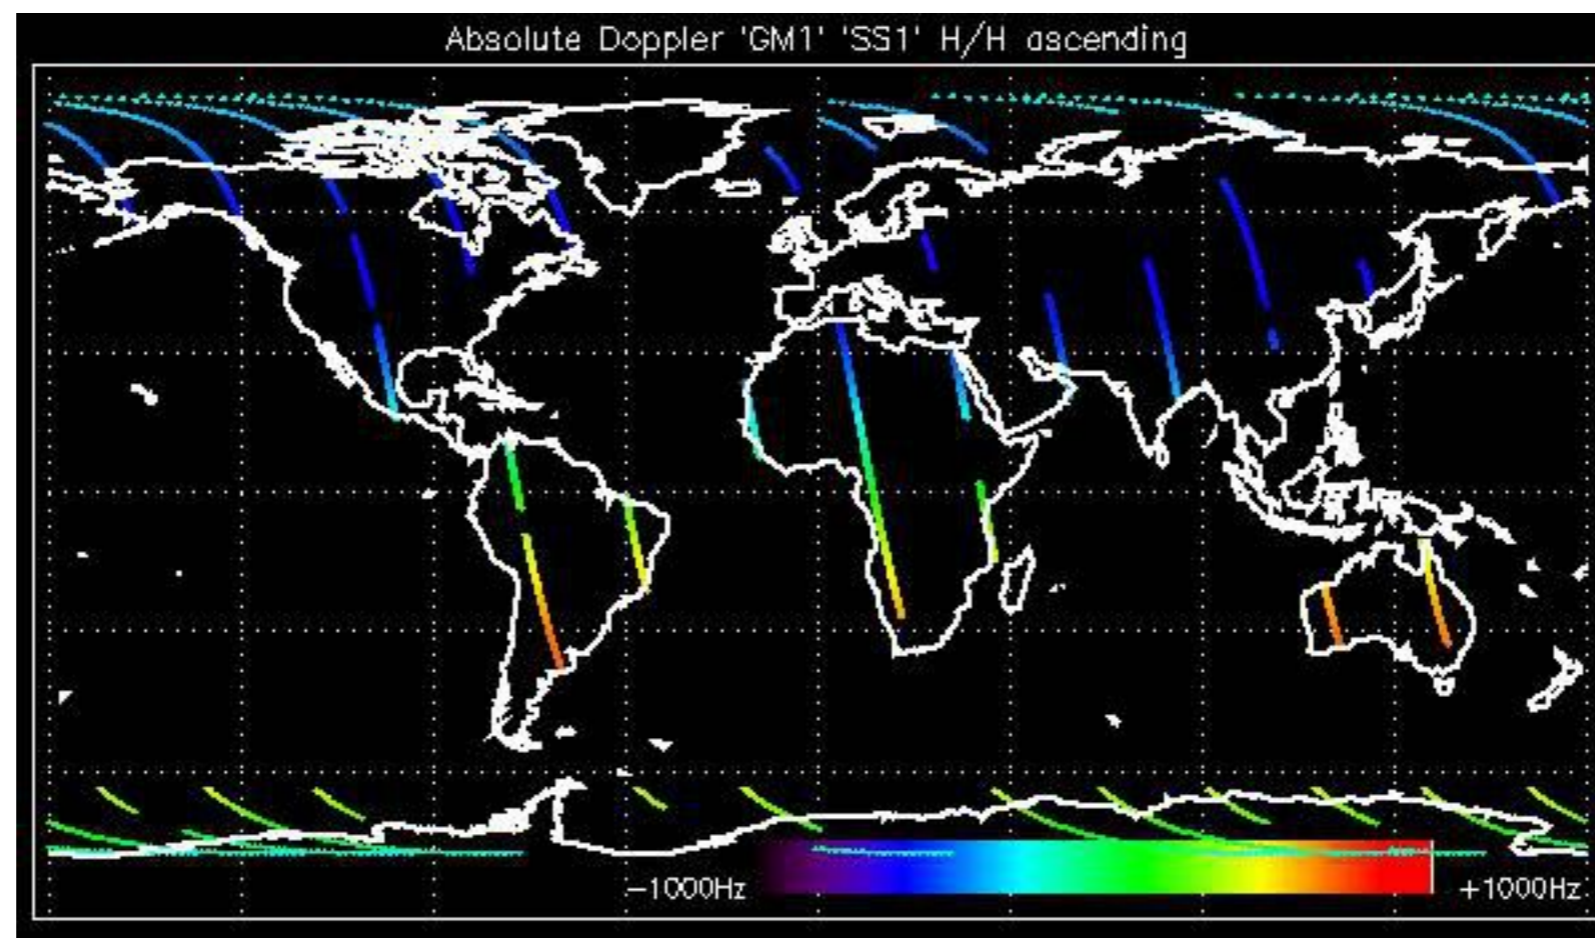 Absolute Doppler 'GM1' 'SS1' H/H ascending
−1000Hz
+1000Hz